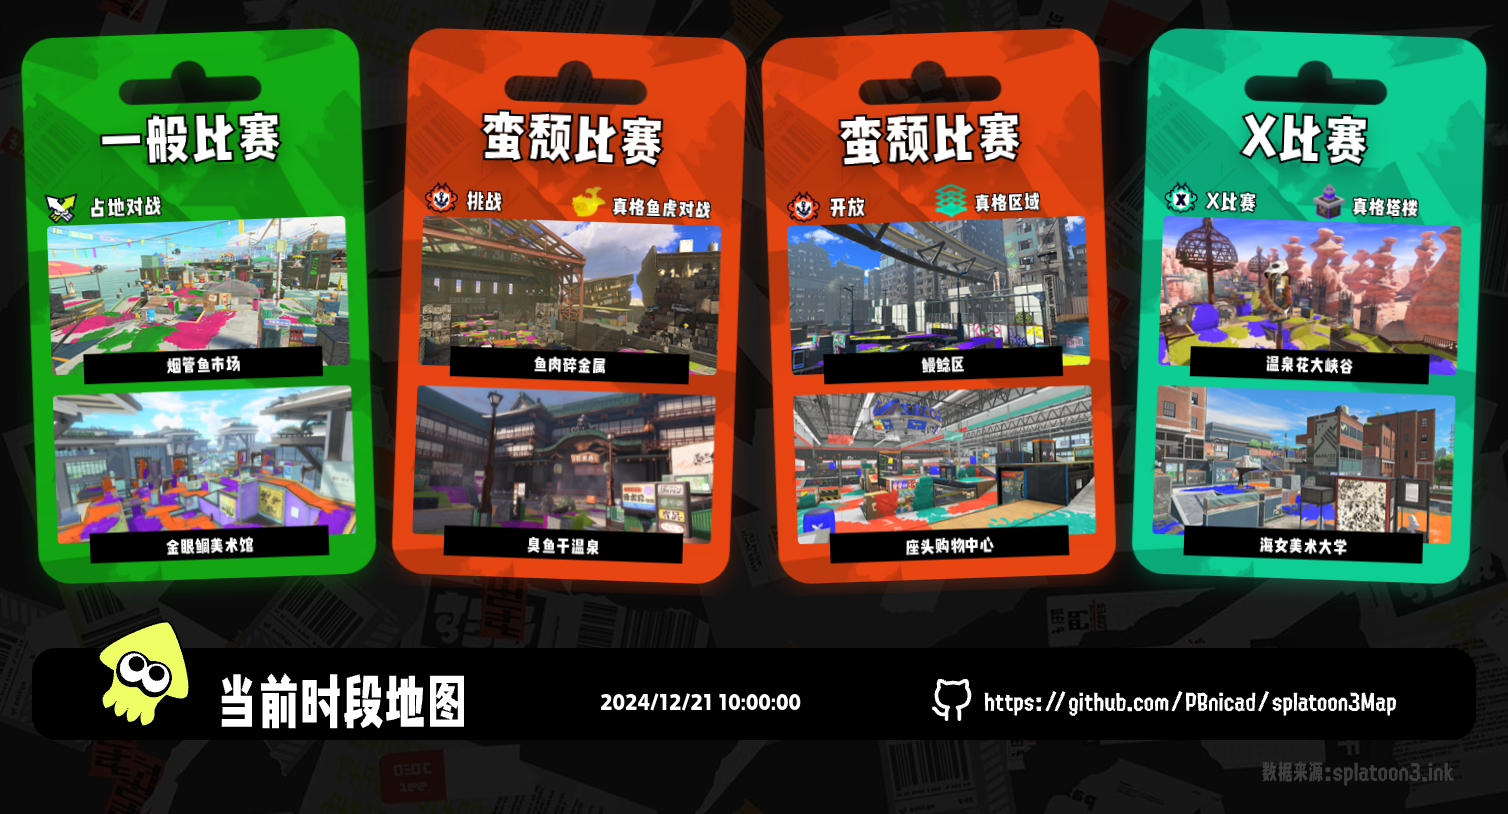 一般比赛
占地对战
烟管鱼市场
金眼鲷美术馆
蛮颓比赛
挑战
真格鱼虎对战
鱼肉碎金属
臭鱼干温泉
蛮颓比赛
开放
真格区域
鳗鲶区
座头购物中心
X比赛
X比赛
真格塔楼
温泉花大峡谷
海女美术大学
当前时段地图
2024/12/21 10:00:00
https://github.com/PBnicad/splatoon3Map
数据来源:splatoon3.ink